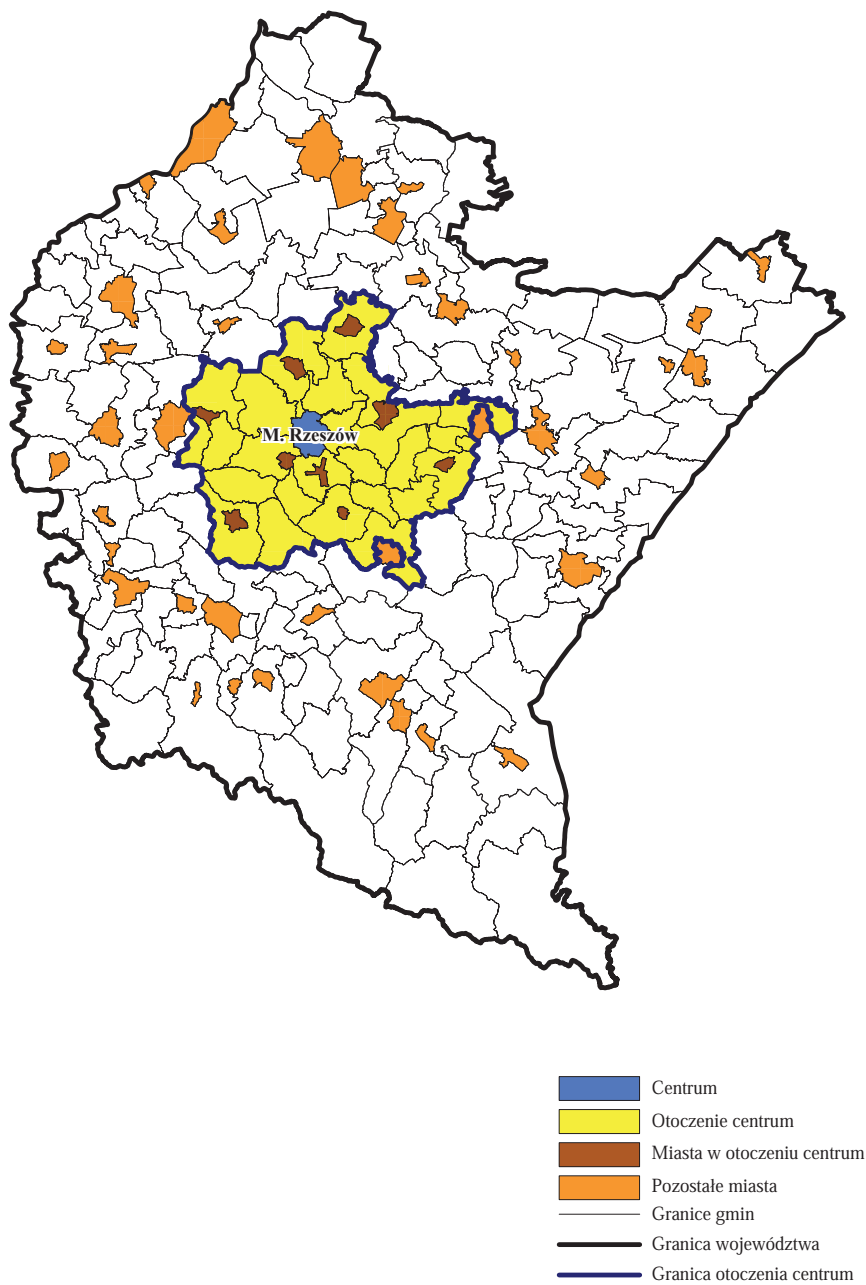 M. Rzeszów
Centrum
Otoczenie centrum
Miasta w otoczeniu centrum
Pozostałe miasta
Granice gmin
Granica województwa
Granica otoczenia centrum